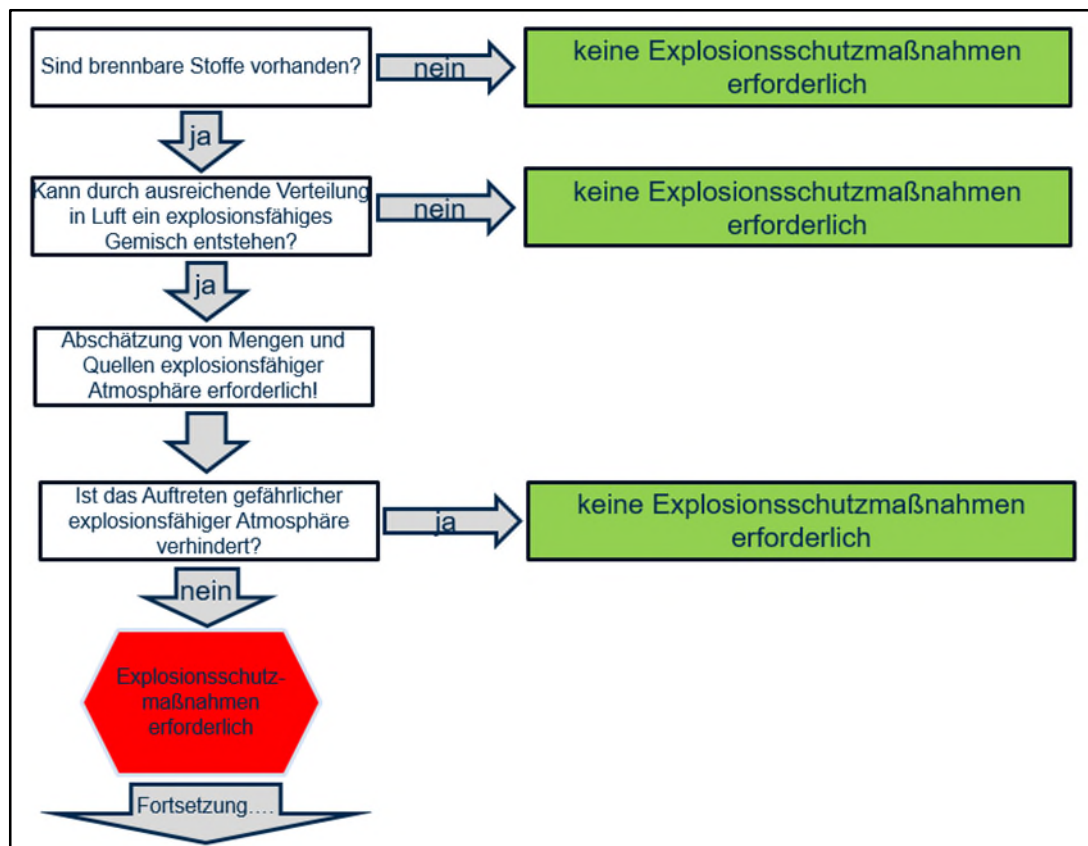 Sind brennbare Stoffe vorhanden?
nein
keine Explosionsschutzmaßnahmen
erforderlich
ja
Kann durch ausreichende Verteilung
in Luft ein explosionsfähiges
Gemisch entstehen?
nein
keine Explosionsschutzmaßnahmen
erforderlich
ja
Abschätzung von Mengen und
Quellen explosionsfähiger
Atmosphäre erforderlich!
Ist das Auftreten gefährlicher
explosionsfähiger Atmosphäre
verhindert?
ja
keine Explosionsschutzmaßnahmen
erforderlich
nein
Explosionsschutz-
maßnahmen
erforderlich
Fortsetzung....